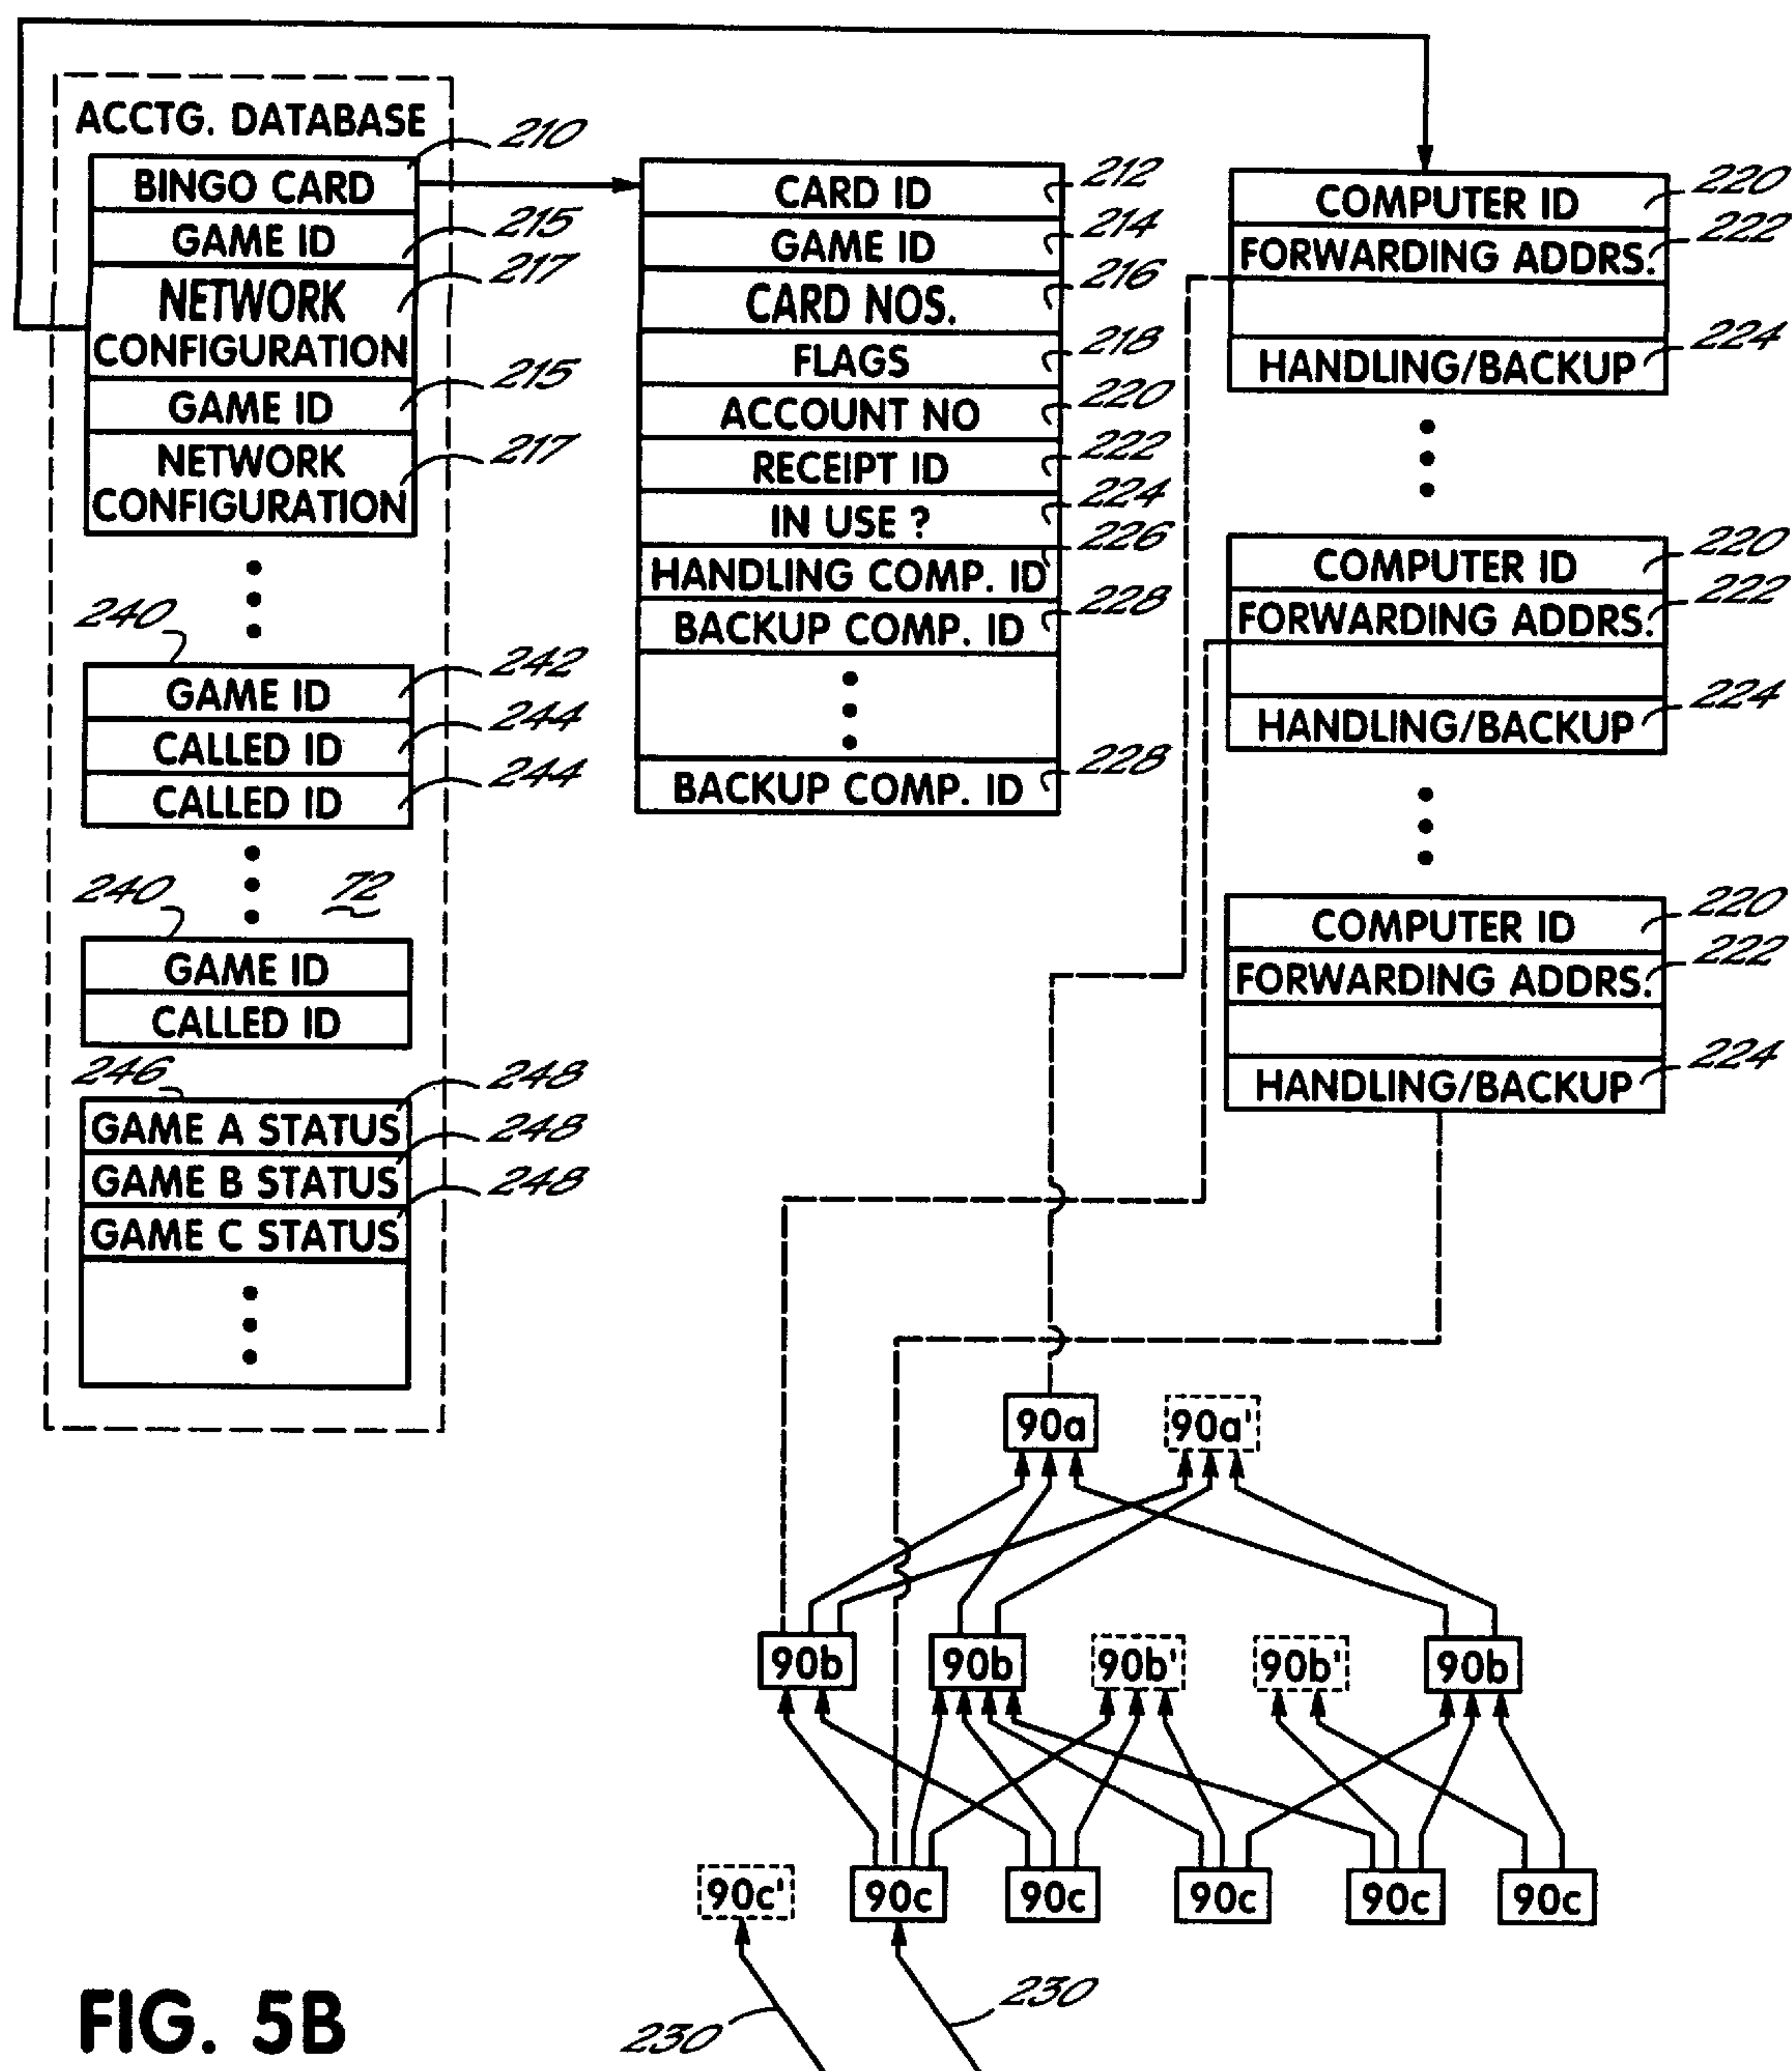 ACCTG. DATABASE
BINGO CARD
210
GAME ID
215
NETWORK
CONFIGURATION
217
GAME ID
215
NETWORK
CONFIGURATION
217
240
GAME ID
242
CALLED ID
244
CALLED ID
244
240
72
GAME ID
CALLED ID
246
GAME A STATUS
248
GAME B STATUS
248
GAME C STATUS
248
CARD ID
212
GAME ID
214
CARD NOS.
216
FLAGS
218
ACCOUNT NO
220
RECEIPT ID
222
IN USE ?
224
HANDLING COMP. ID
226
BACKUP COMP. ID
228
BACKUP COMP. ID
228
COMPUTER ID
220
FORWARDING ADDRS.
222
HANDLING/BACKUP
224
COMPUTER ID
220
FORWARDING ADDRS.
222
HANDLING/BACKUP
224
COMPUTER ID
220
FORWARDING ADDRS.
222
HANDLING/BACKUP
224
90a
90a'
90b
90b
90b'
90b'
90b
90c'
90c
90c
90c
90c
90c
230
230
FIG. 5B